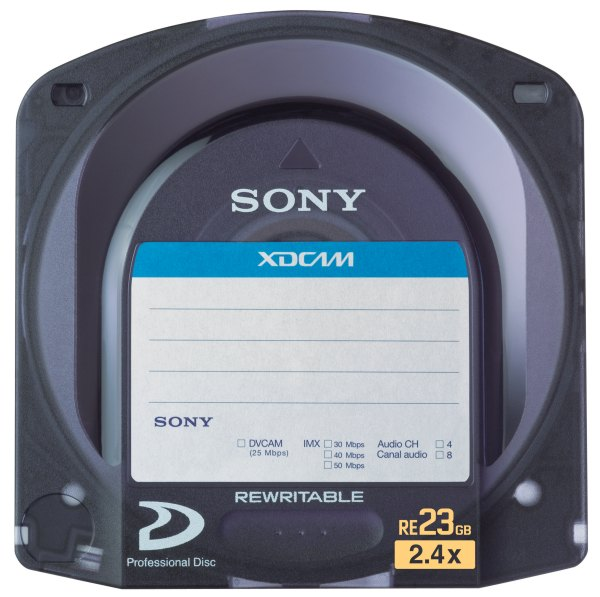 SONY
XDCAM
SONY
DVCAM IMX 30 Mbps Audio CH 4
(25 Mbps) 40 Mbps Canal audio 8
50 Mbps
REWRITABLE
RE23GB
2.4x
Professional Disc